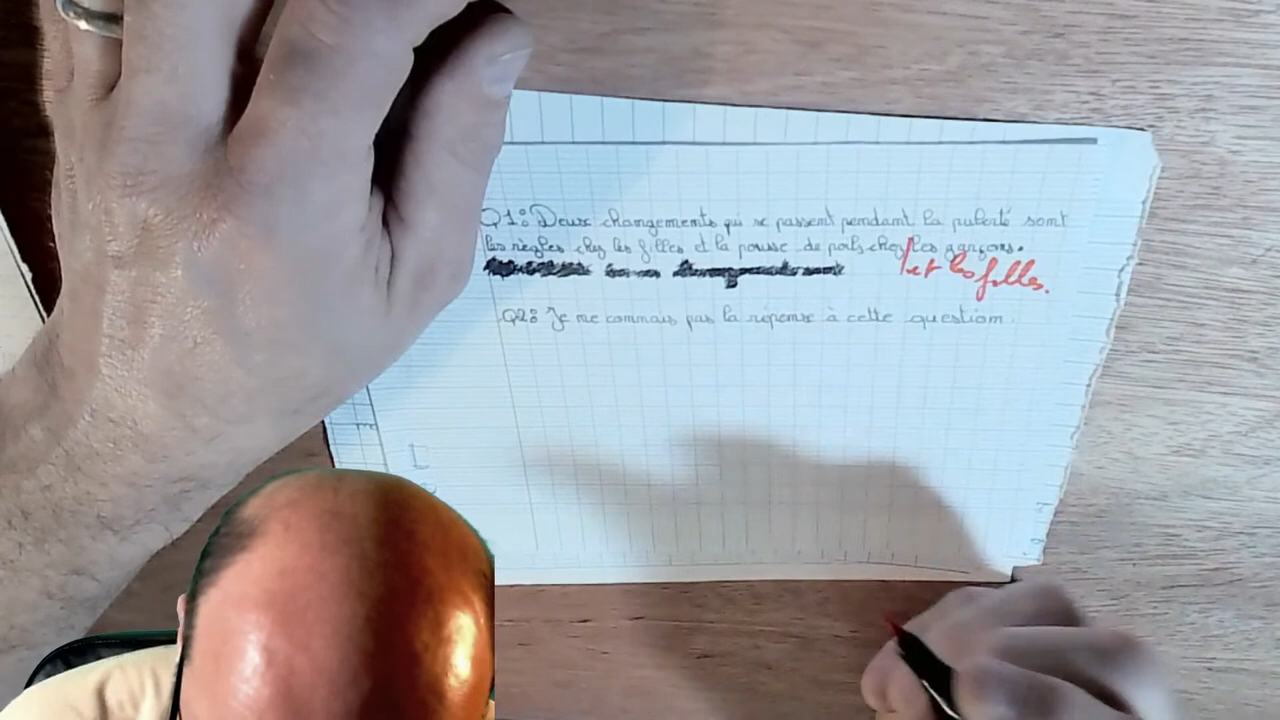 Q1: Deux changements qui se passent pendant la puberté sont
les règles chez les filles et la pousse de poils chez les garçons.
/et les filles.
Q2: Je ne connais pas la réponse à cette question.